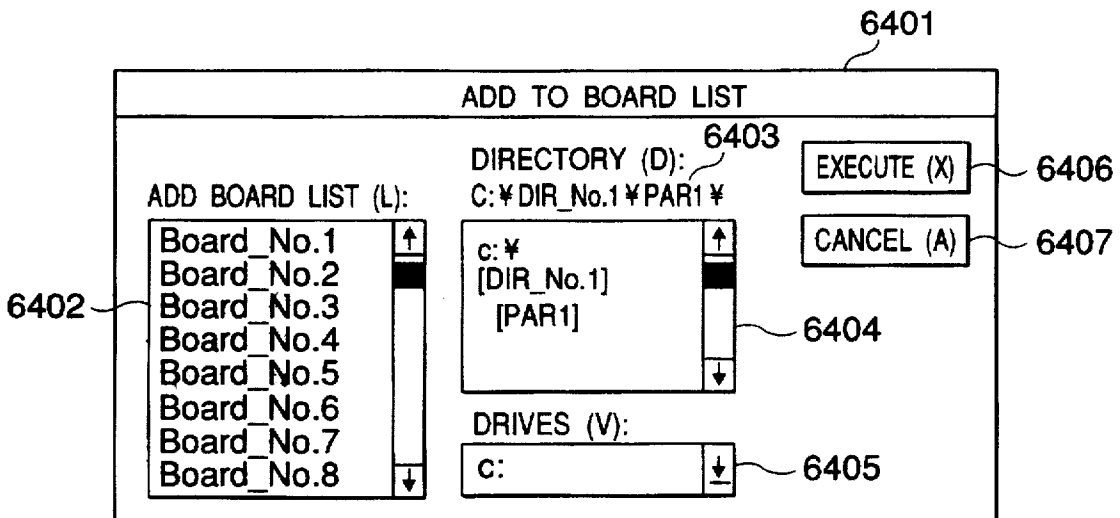 6401
ADD TO BOARD LIST
6403
DIRECTORY (D):
C:¥DIR_No.1¥PAR1¥
EXECUTE (X)
6406
CANCEL (A)
6407
ADD BOARD LIST (L):
Board_No.1
Board_No.2
Board_No.3
Board_No.4
Board_No.5
Board_No.6
Board_No.7
Board_No.8
6402
c:¥
[DIR_No.1]
[PAR1]
6404
DRIVES (V):
c:
6405